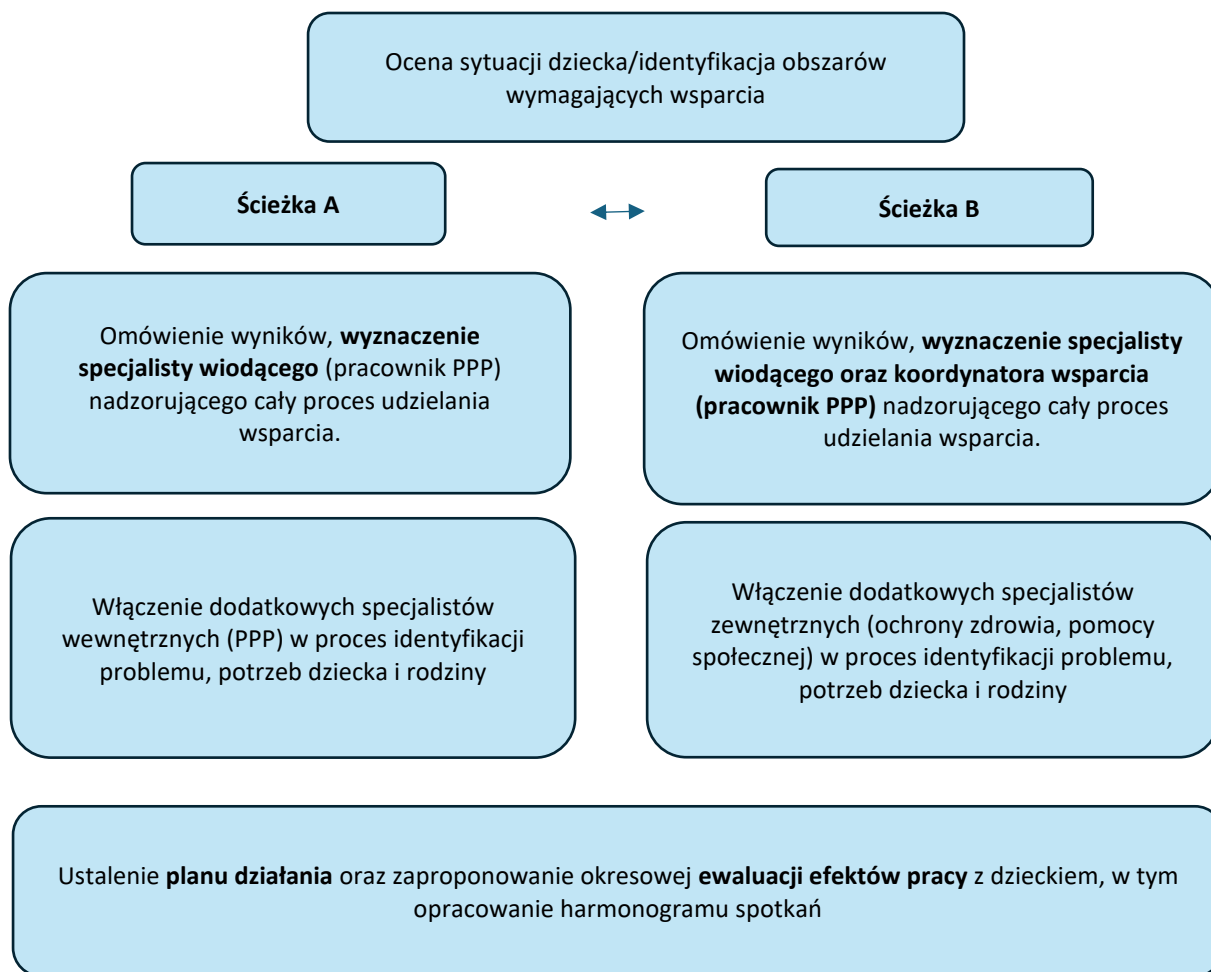 Ocena sytuacji dziecka/identyfikacja obszarów
wymagających wsparcia
Ścieżka A
Ścieżka B
Omówienie wyników, wyznaczenie
specjalisty wiodącego (pracownik PPP)
nadzorującego cały proces udzielania
wsparcia.
Omówienie wyników, wyznaczenie specjalisty
wiodącego oraz koordynatora wsparcia
(pracownik PPP) nadzorującego cały proces
udzielania wsparcia.
Włączenie dodatkowych specjalistów
wewnętrznych (PPP) w proces identyfikacji
problemu, potrzeb dziecka i rodziny
Włączenie dodatkowych specjalistów
zewnętrznych (ochrony zdrowia, pomocy
społecznej) w proces identyfikacji problemu,
potrzeb dziecka i rodziny
Ustalenie planu działania oraz zaproponowanie okresowej ewaluacji efektów pracy z dzieckiem, w tym
opracowanie harmonogramu spotkań